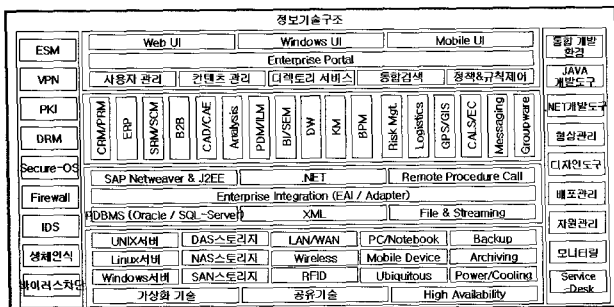 정보기술구조
ESM
VPN
PKI
DRM
Secure-OS
Firewall
IDS
생체인식
바이러스차단
Web UI
Windows UI
Mobile UI
Enterprise Portal
사용자 관리
컨텐츠 관리
디렉토리 서비스
통합검색
정책&규칙제어
CRM/PRM
ERP
SRM/SCM
B2B
CAD/CAE
Analysis
PDM/ILM
BI/SEM
DW
KM
BPM
Risk Mgt.
Logistics
GPS/GIS
CALS/EC
Messaging
Groupware
SAP Netweaver & J2EE
.NET
Remote Procedure Call
Enterprise Integration (EAI / Adapter)
RDBMS (Oracle / SQL-Server)
XML
File & Streaming
UNIX서버
DAS스토리지
LAN/WAN
PC/Notebook
Backup
Linux서버
NAS스토리지
Wireless
Mobile Device
Archiving
Windows서버
SAN스토리지
RFID
Ubiquitous
Power/Cooling
가상화 기술
공유기술
High Availability
통합 개발
환경
JAVA
개발도구
.NET개발도구
형상관리
디자인도구
배포관리
자원관리
모니터링
Service
-Desk